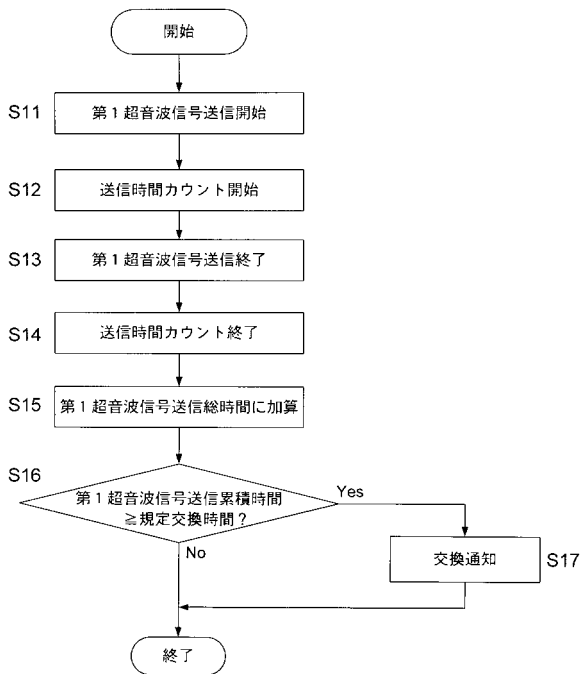 開始
S11
第1超音波信号送信開始
S12
送信時間カウント開始
S13
第1超音波信号送信終了
S14
送信時間カウント終了
S15
第1超音波信号送信総時間に加算
S16
第1超音波信号送信累積時間
≧規定交換時間?
Yes
No
交換通知
S17
終了